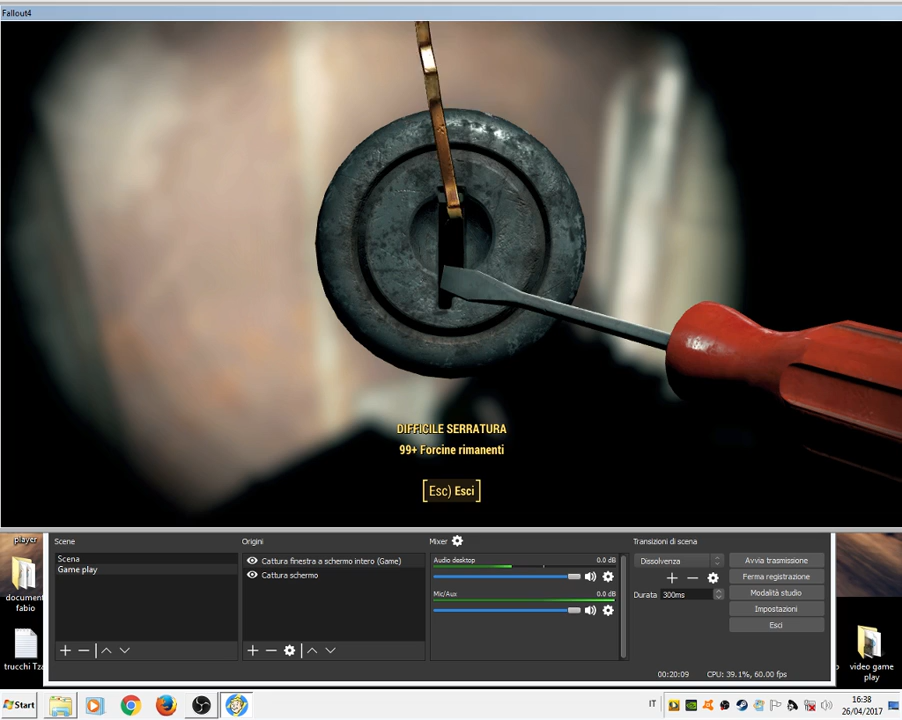 Fallout4
DIFFICILE SERRATURA
99+ Forcine rimanenti
Esc) Esci
player
documenti
fabio
trucchi Tza
Scene
Scena
Game play
Origini
Cattura finestra a schermo intero (Game)
Cattura schermo
Mixer
Audio desktop
0.0 dB
Mic/Aux
0.0 dB
Transizioni di scena
Dissolvenza
Durata
300ms
Avvia trasmissione
Ferma registrazione
Modalità studio
Impostazioni
Esci
00:20:09
CPU: 39.1%, 60.00 fps
video game
play
Start
IT
16:38
26/04/2017